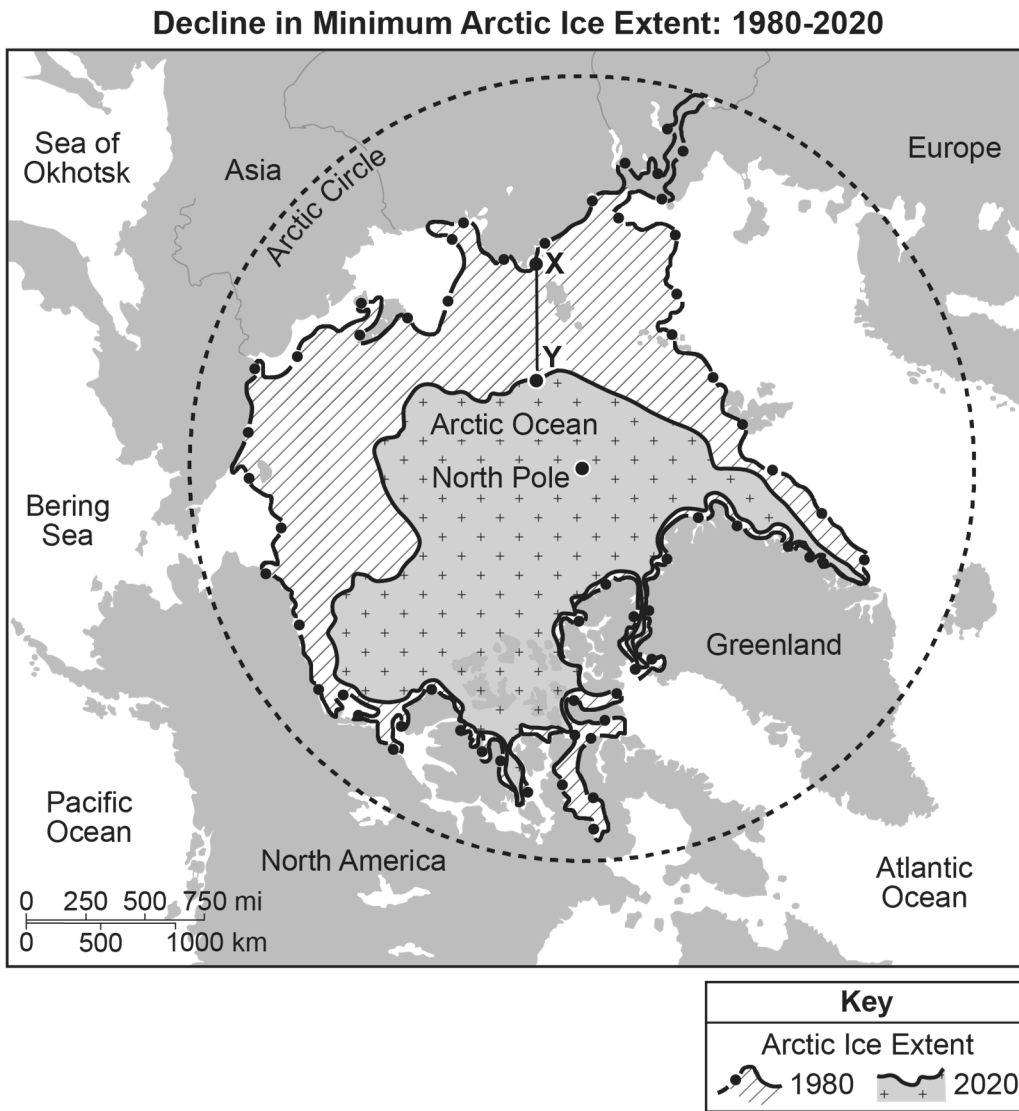 Decline in Minimum Arctic Ice Extent: 1980-2020
Sea of
Okhotsk
Asia
Europe
Arctic Circle
X
Y
Arctic Ocean
North Pole
Bering
Sea
Greenland
Pacific
Ocean
North America
Atlantic
Ocean
0 250 500 750 mi
0 500 1000 km
Key
Arctic Ice Extent
1980 2020